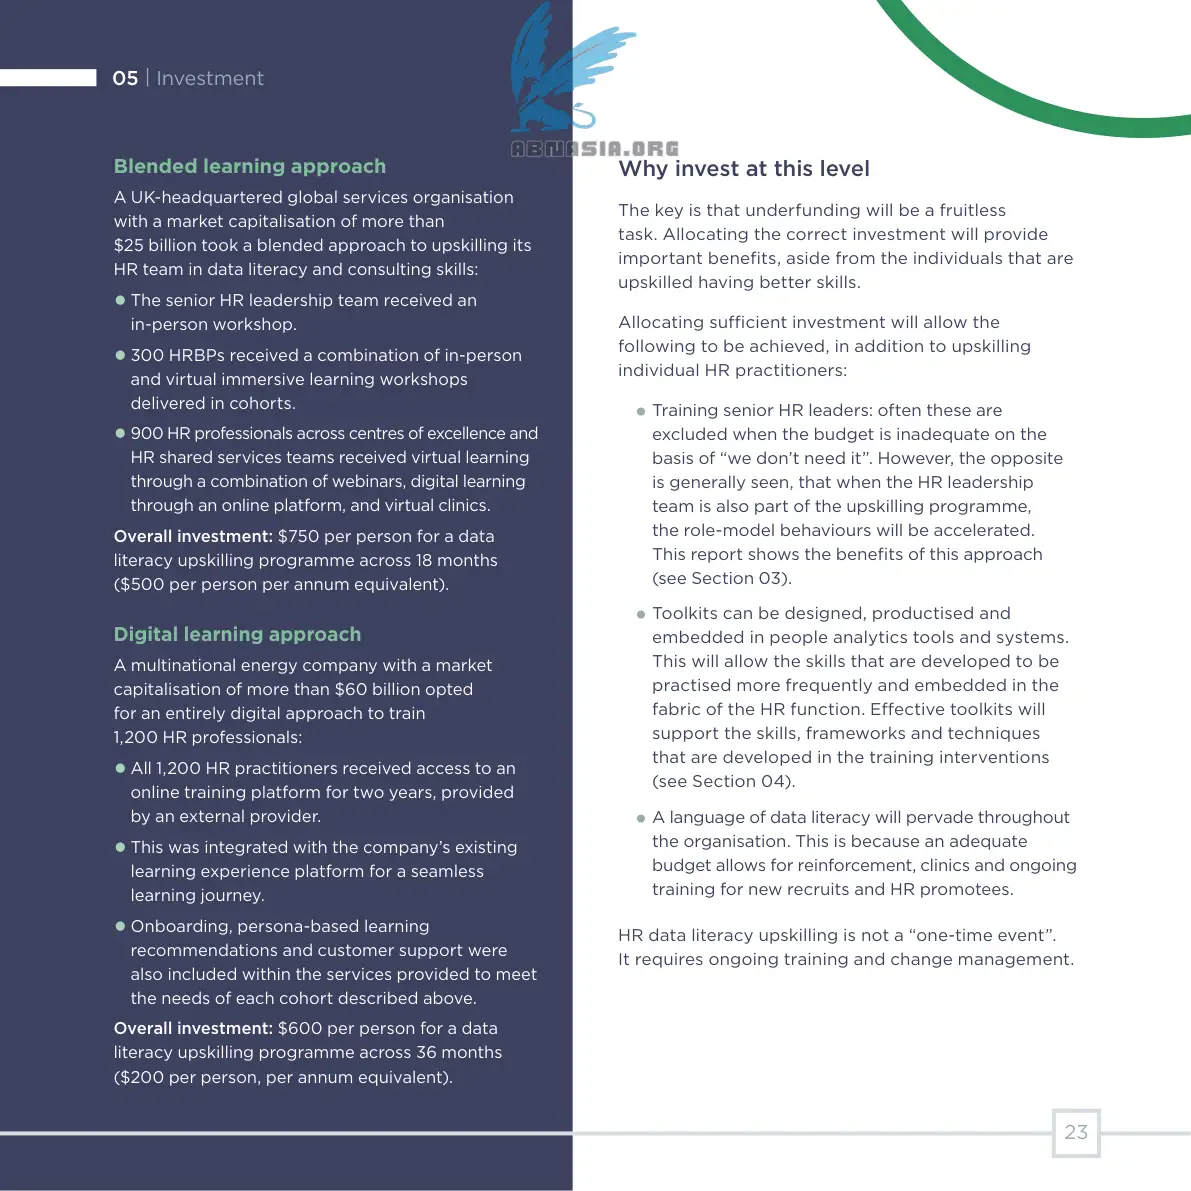 05 | Investment
ABNASIA.ORG
Blended learning approach
A UK-headquartered global services organisation
with a market capitalisation of more than
$25 billion took a blended approach to upskilling its
HR team in data literacy and consulting skills:
• The senior HR leadership team received an
in-person workshop.
• 300 HRBPs received a combination of in-person
and virtual immersive learning workshops
delivered in cohorts.
• 900 HR professionals across centres of excellence and
HR shared services teams received virtual learning
through a combination of webinars, digital learning
through an online platform, and virtual clinics.
Overall investment: $750 per person for a data
literacy upskilling programme across 18 months
($500 per person per annum equivalent).
Digital learning approach
A multinational energy company with a market
capitalisation of more than $60 billion opted
for an entirely digital approach to train
1,200 HR professionals:
• All 1,200 HR practitioners received access to an
online training platform for two years, provided
by an external provider.
• This was integrated with the company’s existing
learning experience platform for a seamless
learning journey.
• Onboarding, persona-based learning
recommendations and customer support were
also included within the services provided to meet
the needs of each cohort described above.
Overall investment: $600 per person for a data
literacy upskilling programme across 36 months
($200 per person, per annum equivalent).
Why invest at this level
The key is that underfunding will be a fruitless
task. Allocating the correct investment will provide
important benefits, aside from the individuals that are
upskilled having better skills.
Allocating sufficient investment will allow the
following to be achieved, in addition to upskilling
individual HR practitioners:
• Training senior HR leaders: often these are
excluded when the budget is inadequate on the
basis of “we don’t need it”. However, the opposite
is generally seen, that when the HR leadership
team is also part of the upskilling programme,
the role-model behaviours will be accelerated.
This report shows the benefits of this approach
(see Section 03).
• Toolkits can be designed, productised and
embedded in people analytics tools and systems.
This will allow the skills that are developed to be
practised more frequently and embedded in the
fabric of the HR function. Effective toolkits will
support the skills, frameworks and techniques
that are developed in the training interventions
(see Section 04).
• A language of data literacy will pervade throughout
the organisation. This is because an adequate
budget allows for reinforcement, clinics and ongoing
training for new recruits and HR promotees.
HR data literacy upskilling is not a “one-time event”.
It requires ongoing training and change management.
23